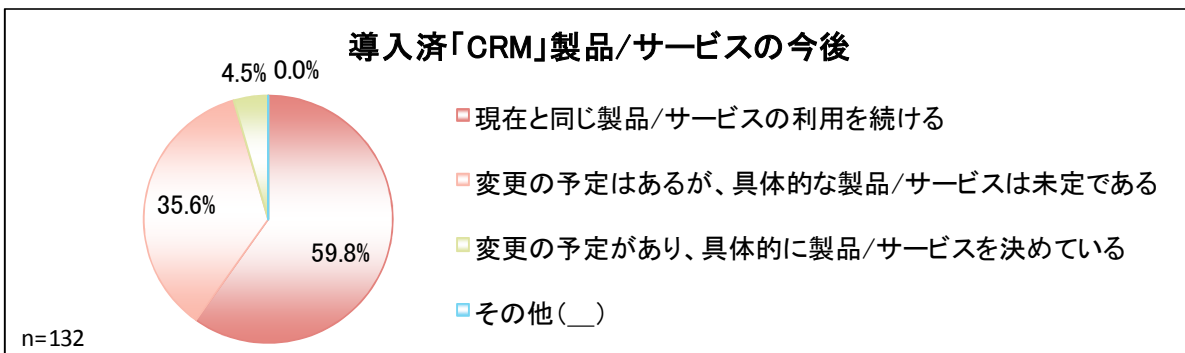 導入済「CRM」製品/サービスの今後
4.5% 0.0%
35.6%
59.8%
現在と同じ製品/サービスの利用を続ける
変更の予定はあるが、具体的な製品/サービスは未定である
変更の予定があり、具体的に製品/サービスを決めている
その他(__)
n=132